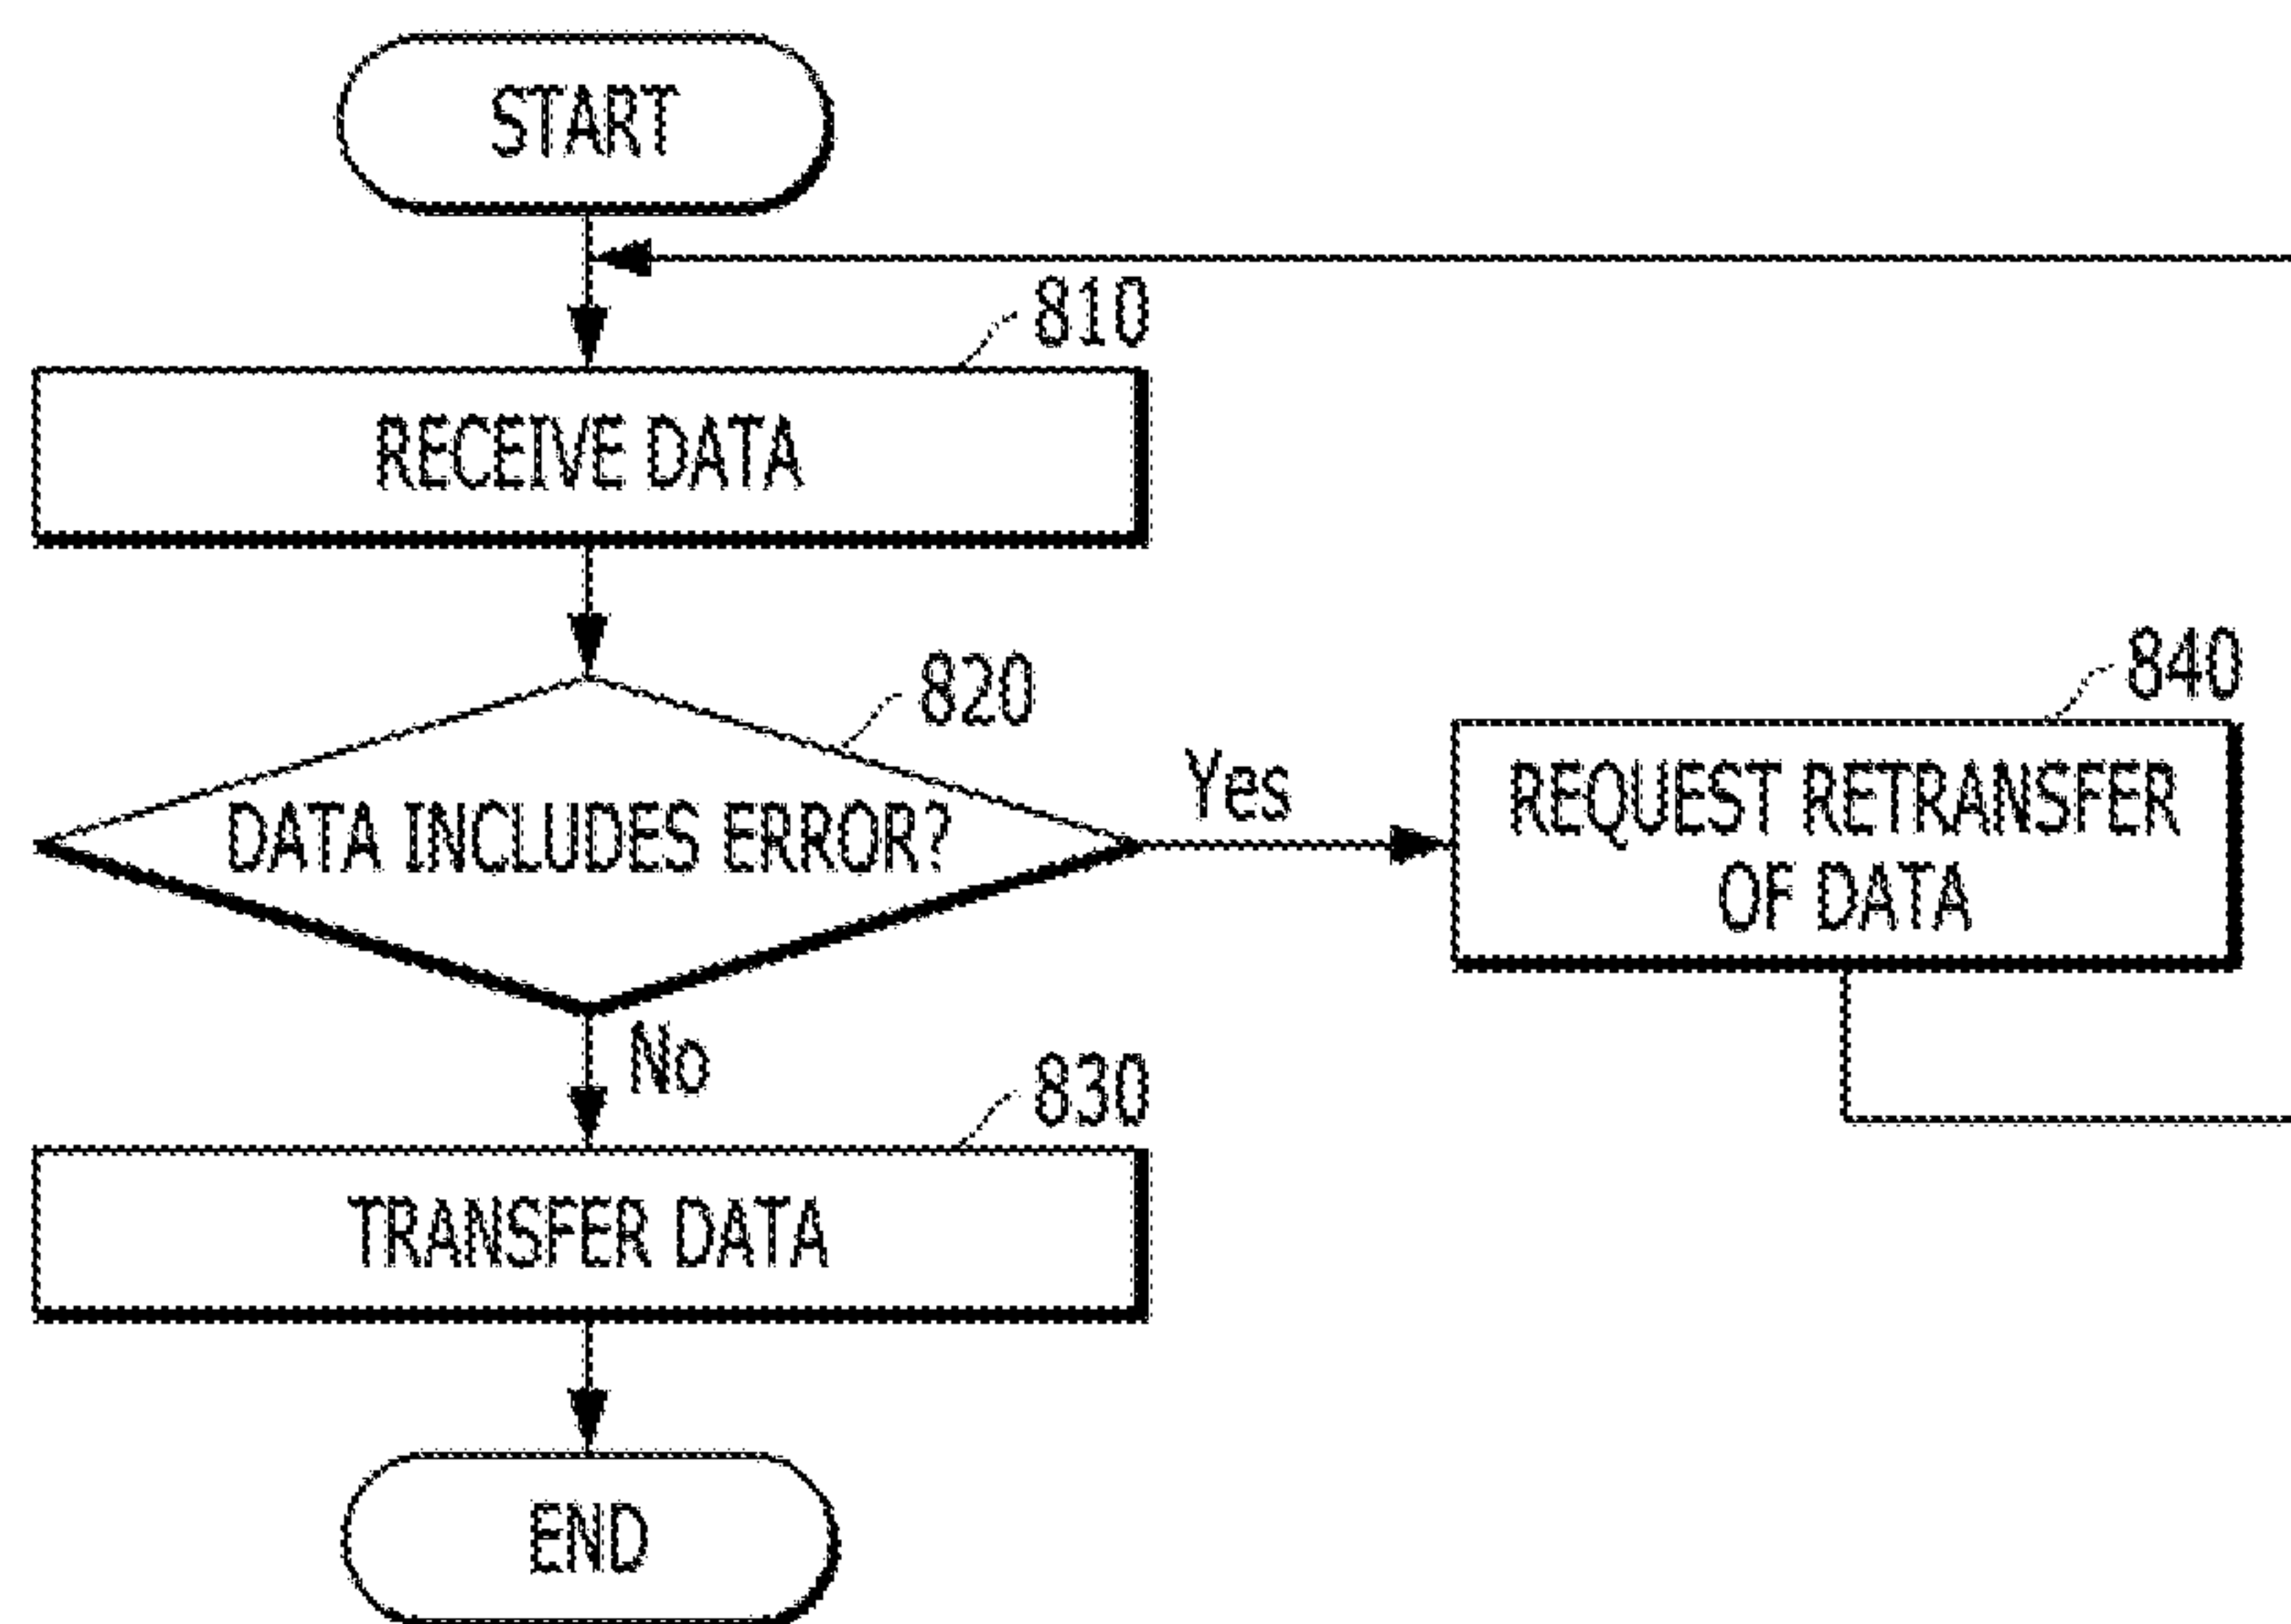 START
810
RECEIVE DATA
820
DATA INCLUDES ERROR?
Yes
840
REQUEST RETRANSFER
OF DATA
No
830
TRANSFER DATA
END